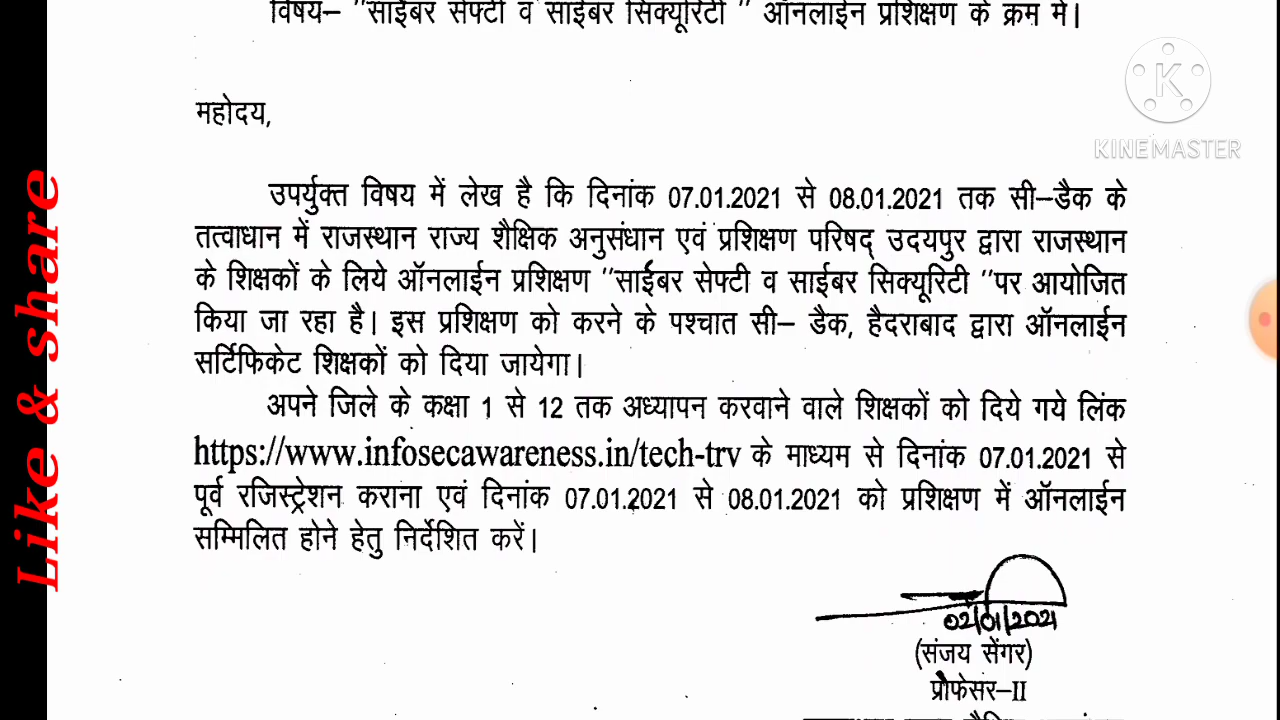 विषय– "साईबर सेफ्टी व साईबर सिक्यूरिटी " ऑनलाईन प्रशिक्षण के क्रम में।
KINEMASTER
महोदय,
उपर्युक्त विषय में लेख है कि दिनांक 07.01.2021 से 08.01.2021 तक सी–डैक के
तत्वाधान में राजस्थान राज्य शैक्षिक अनुसंधान एवं प्रशिक्षण परिषद् उदयपुर द्वारा राजस्थान
के शिक्षकों के लिये ऑनलाईन प्रशिक्षण "साईबर सेफ्टी व साईबर सिक्यूरिटी "पर आयोजित
किया जा रहा है। इस प्रशिक्षण को करने के पश्चात सी– डैक, हैदराबाद द्वारा ऑनलाईन
सर्टिफिकेट शिक्षकों को दिया जायेगा।
अपने जिले के कक्षा 1 से 12 तक अध्यापन करवाने वाले शिक्षकों को दिये गये लिंक
https://www.infosecawareness.in/tech-trv के माध्यम से दिनांक 07.01.2021 से
पूर्व रजिस्ट्रेशन कराना एवं दिनांक 07.01.2021 से 08.01.2021 को प्रशिक्षण में ऑनलाईन
सम्मिलित होने हेतु निर्देशित करें।
02/01/2021
(संजय सेंगर)
प्रौफेसर–II
Like & share